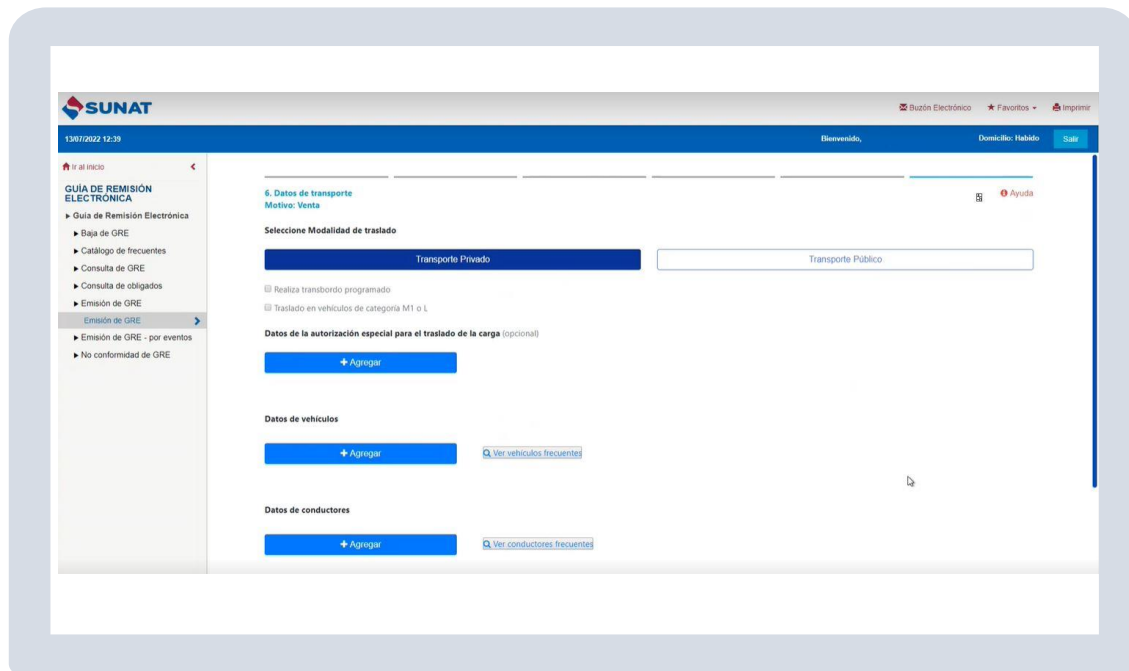 SUNAT
Buzón Electrónico Favoritos Imprimir
13/07/2022 12:39 Bienvenido, Domicilio: Habido Salir
Ir al inicio
GUÍA DE REMISIÓN
ELECTRÓNICA
Guia de Remisión Electrónica
Baja de GRE
Catálogo de frecuentes
Consulta de GRE
Consulta de obligados
Emisión de GRE
Emisión de GRE
Emisión de GRE - por eventos
No conformidad de GRE
6. Datos de transporte
Motivo: Venta
Ayuda
Seleccione Modalidad de traslado
Transporte Privado Transporte Público
Realiza transbordo programado
Traslado en vehículos de categoría M1 o L
Datos de la autorización especial para el traslado de la carga (opcional)
+ Agregar
Datos de vehículos
+ Agregar Ver vehículos frecuentes
Datos de conductores
+ Agregar Ver conductores frecuentes